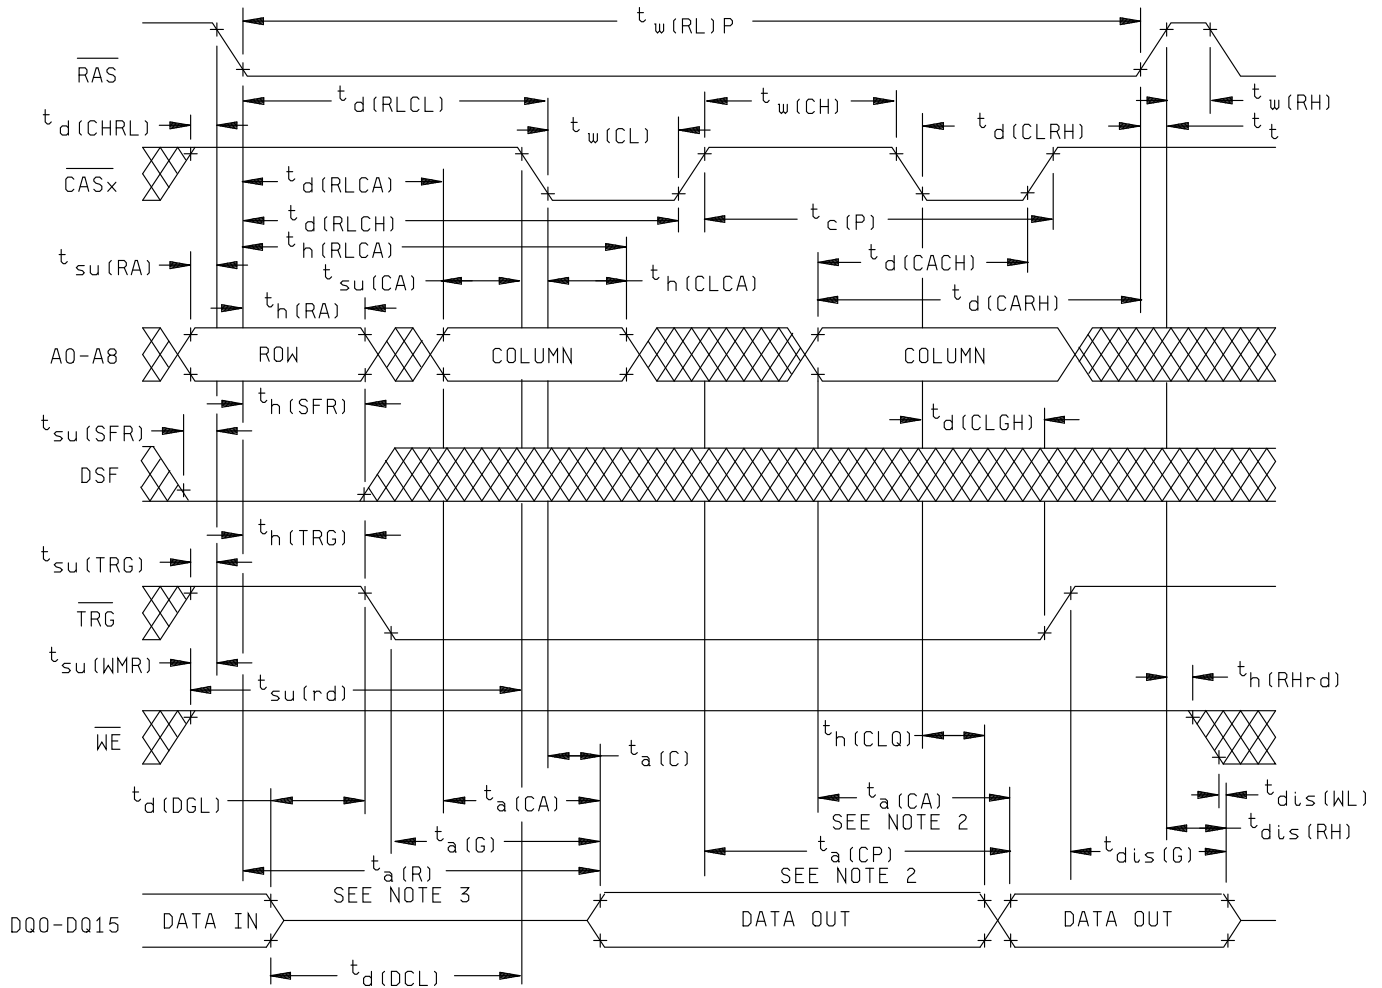 t w(RL)P
RAS
t d(RLCL)
t w(CH)
t w(RH)
t d(CHRL)
t w(CL)
t d(CLRH)
t t
CASx
t d(RLCA)
t d(RLCH)
t c(P)
t h(RLCA)
t su(RA)
t su(CA)
t h(CLCA)
t d(CACH)
t h(RA)
t d(CARH)
A0-A8
ROW
COLUMN
COLUMN
t h(SFR)
t su(SFR)
t d(CLGH)
DSF
t h(TRG)
t su(TRG)
TRG
t su(WMR)
t su(rd)
t h(RHrd)
WE
t h(CLQ)
t a(C)
t d(DGL)
t a(CA)
t a(CA)
SEE NOTE 2
t dis(WL)
t dis(RH)
t a(G)
t a(CP)
SEE NOTE 2
t dis(G)
t a(R)
SEE NOTE 3
DQ0-DQ15
DATA IN
DATA OUT
DATA OUT
t d(DCL)